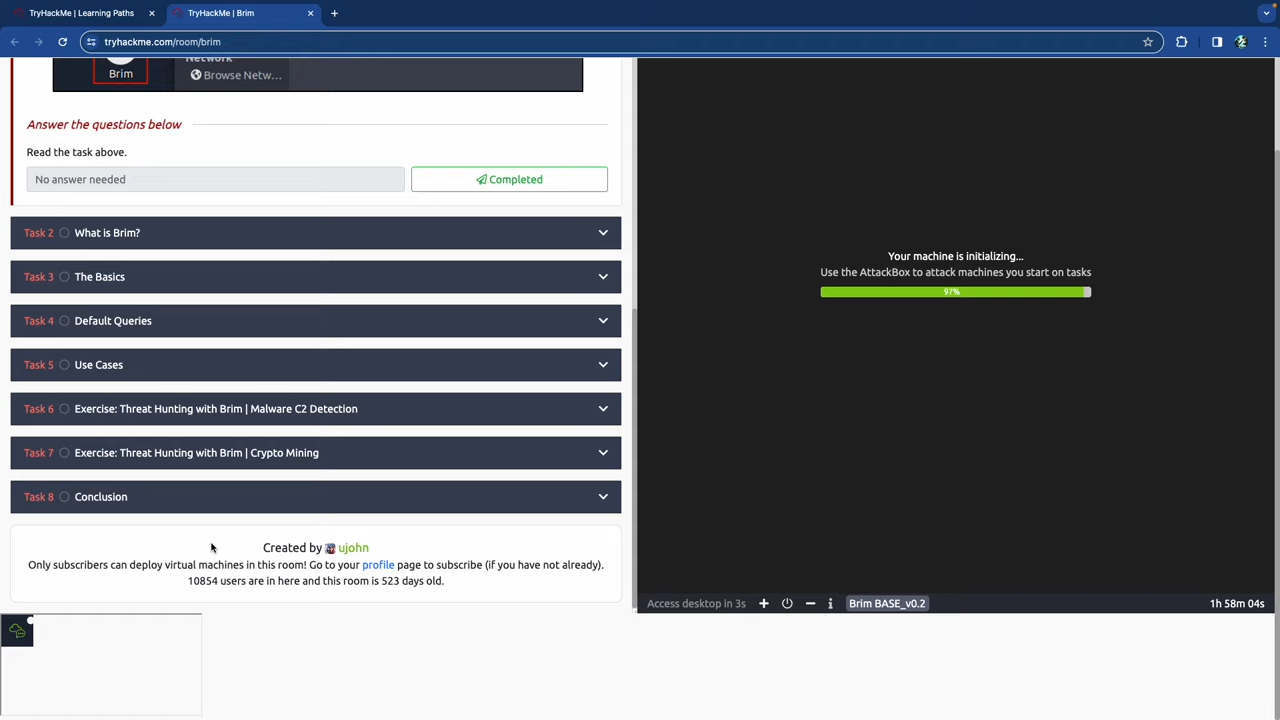 TryHackMe | Learning Paths
TryHackMe | Brim
tryhackme.com/room/brim
Network
Brim
Browse Netw...
Answer the questions below
Read the task above.
No answer needed
Completed
Task 2 What is Brim?
Task 3 The Basics
Task 4 Default Queries
Task 5 Use Cases
Task 6 Exercise: Threat Hunting with Brim | Malware C2 Detection
Task 7 Exercise: Threat Hunting with Brim | Crypto Mining
Task 8 Conclusion
Created by ujohn
Only subscribers can deploy virtual machines in this room! Go to your profile page to subscribe (if you have not already).
10854 users are in here and this room is 523 days old.
Your machine is initializing...
Use the AttackBox to attack machines you start on tasks
97%
Access desktop in 3s
Brim BASE_v0.2
1h 58m 04s